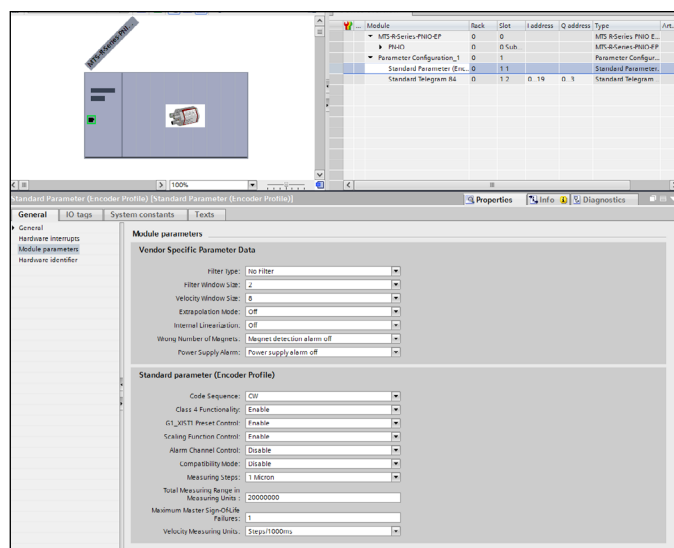 MTS-R-Series-PNI...
100%
... Module Rack Slot I address Q address Type Art...
MTS-R-Series-PNIO-EP 0 0 MTS R-Series PNIO E...
PN-IO 0 0 Sub... MTS-R-Series-PNIO-EP
Parameter Configuration_1 0 1 Parameter Configur...
Standard Parameter (Enc... 0 1 1 Standard Parameter...
Standard Telegram 84 0 1 2 0...19 0...3 Standard Telegram
Standard Parameter (Encoder Profile) [Standard Parameter (Encoder Profile)]
Properties Info Diagnostics
General IO tags System constants Texts
General
Hardware interrupts
Module parameters
Hardware identifier
Module parameters
Vendor Specific Parameter Data
Filter Type: No Filter
Filter Window Size: 2
Velocity Window Size: 8
Extrapolation Mode: Off
Internal Linearization: Off
Wrong Number of Magnets: Magnet detection alarm off
Power Supply Alarm: Power supply alarm off
Standard parameter (Encoder Profile)
Code Sequence: CW
Class 4 Functionality: Enable
G1_XIST1 Preset Control: Enable
Scaling Function Control: Enable
Alarm Channel Control: Disable
Compatibility Mode: Disable
Measuring Steps: 1 Micron
Total Measuring Range in
Measuring Units : 20000000
Maximum Master Sign-Of-Life
Failures: 1
Velocity Measuring Units: Steps/1000ms